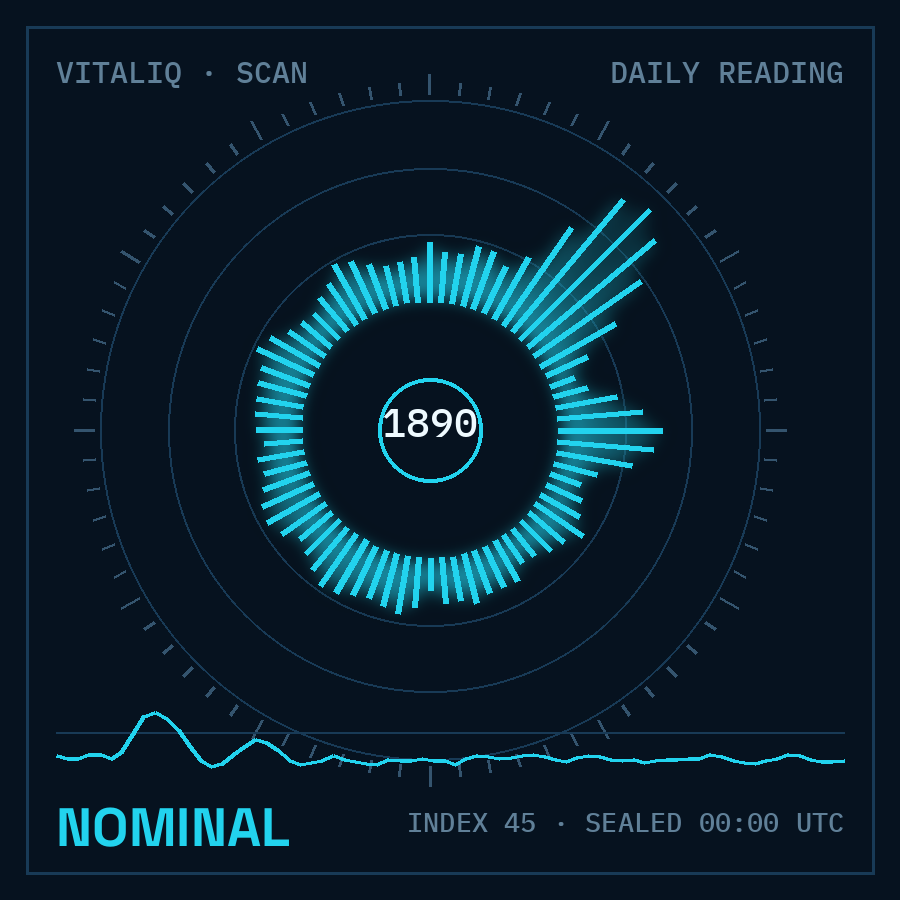 VITALIQ · SCAN
DAILY READING
1890
NOMINAL
INDEX 45 · SEALED 00:00 UTC